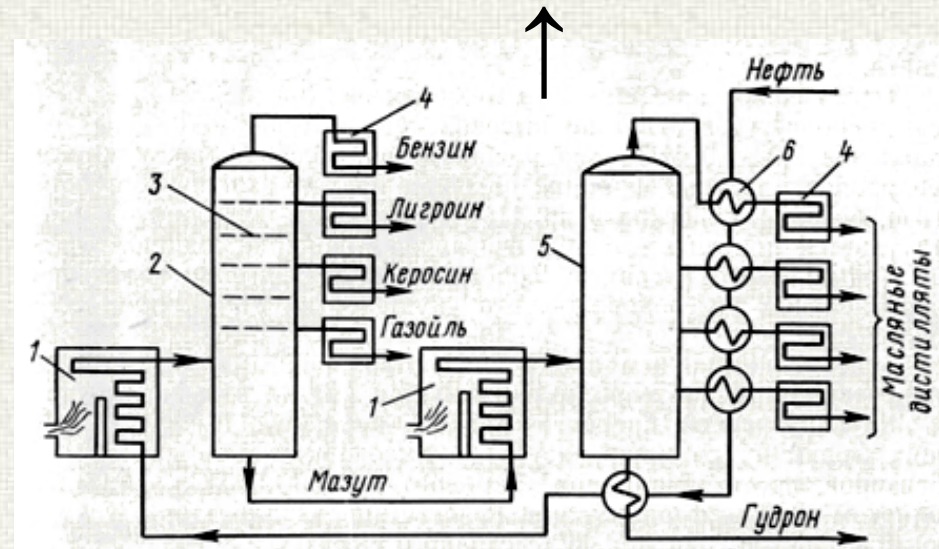 Нефть
4
Бензин
6
4
3
Лигроин
5
2
Керосин
Масляные
дистилляты
Газойль
1
1
Мазут
Гудрон